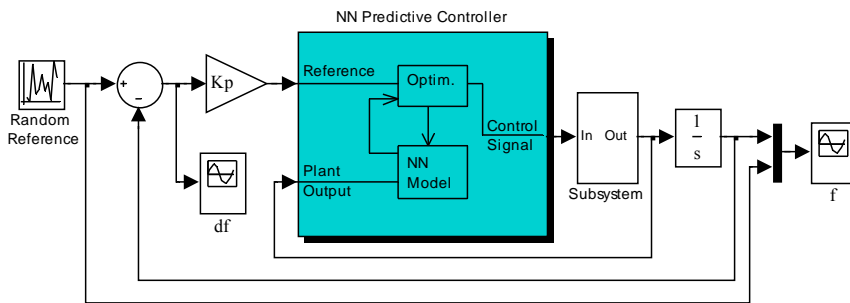 NN Predictive Controller
Random
Reference
+
−
Kp
df
Reference
Optim.
Control
Signal
Plant
Output
NN
Model
In Out
Subsystem
1
s
f